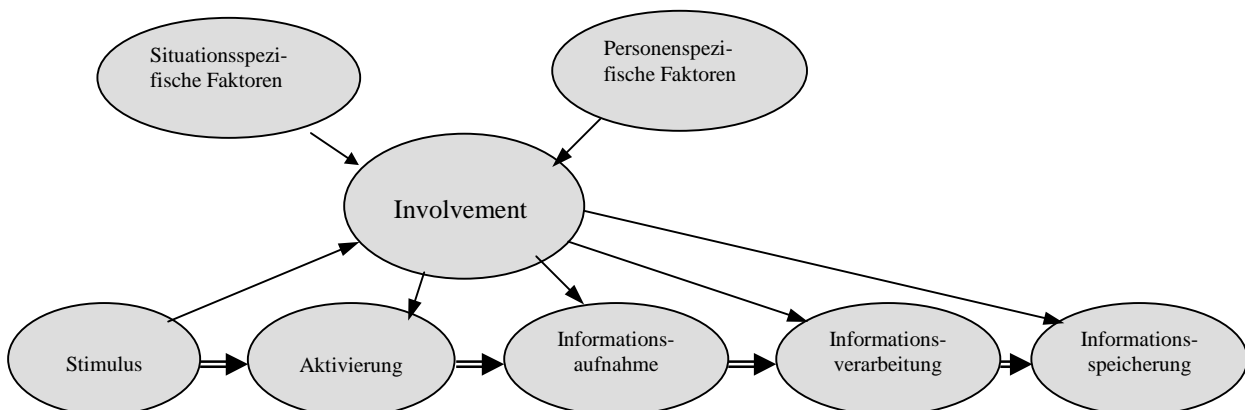 Situationsspezi-
fische Faktoren
Personenspezi-
fische Faktoren
Involvement
Stimulus
Aktivierung
Informations-
aufnahme
Informations-
verarbeitung
Informations-
speicherung